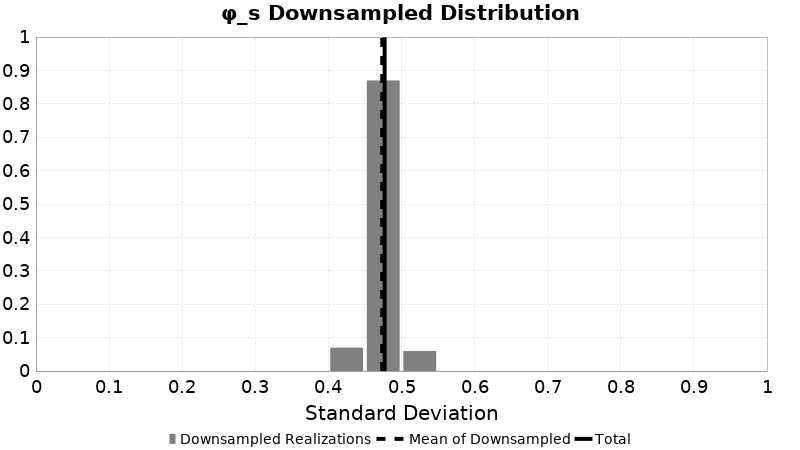 φ_s Downsampled Distribution
1
0.9
0.8
0.7
0.6
0.5
0.4
0.3
0.2
0.1
0
0 0.1 0.2 0.3 0.4 0.5 0.6 0.7 0.8 0.9 1
Standard Deviation
Downsampled Realizations Mean of Downsampled Total